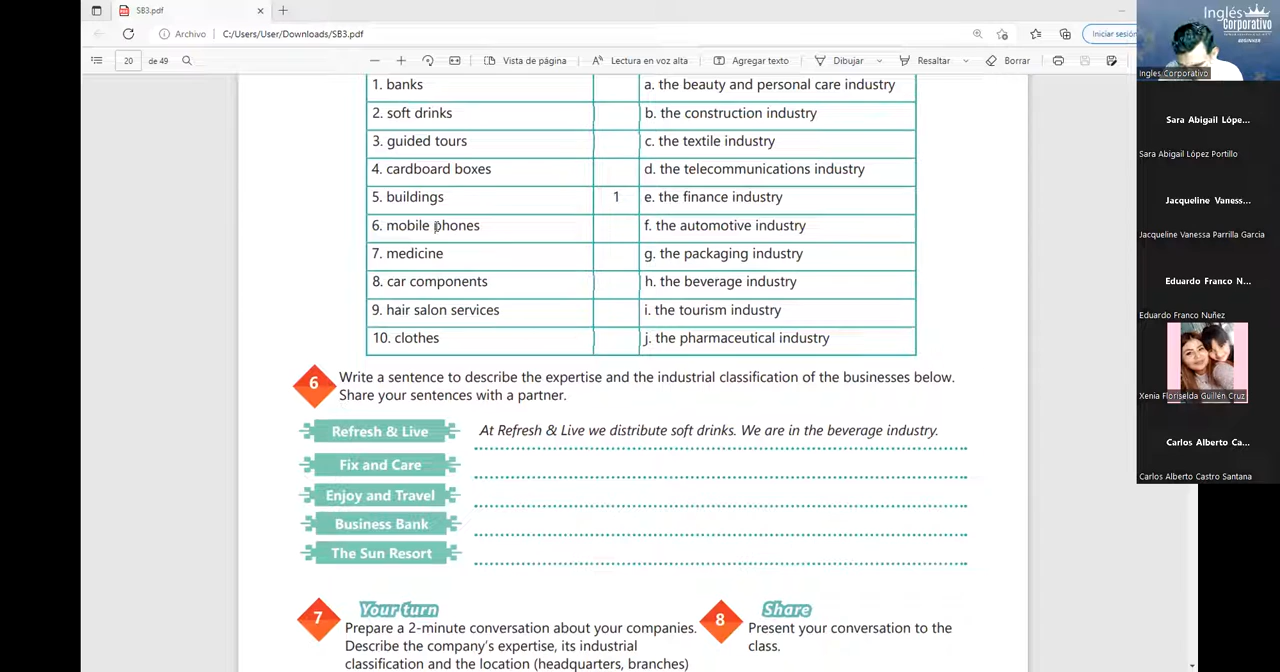 SB3.pdf
Archivo C:/Users/User/Downloads/SB3.pdf Iniciar sesión
20 de 49 Vista de página Lectura en voz alta Agregar texto Dibujar Resaltar Borrar
1. banks a. the beauty and personal care industry
2. soft drinks b. the construction industry
3. guided tours c. the textile industry
4. cardboard boxes d. the telecommunications industry
5. buildings 1 e. the finance industry
6. mobile phones f. the automotive industry
7. medicine g. the packaging industry
8. car components h. the beverage industry
9. hair salon services i. the tourism industry
10. clothes j. the pharmaceutical industry
6 Write a sentence to describe the expertise and the industrial classification of the businesses below.
Share your sentences with a partner.
Refresh & Live At Refresh & Live we distribute soft drinks. We are in the beverage industry.
Fix and Care
Enjoy and Travel
Business Bank
The Sun Resort
7 Your turn
Prepare a 2-minute conversation about your companies.
Describe the company's expertise, its industrial
classification and the location (headquarters, branches)
8 Share
Present your conversation to the
class.
Inglés
Corporativo
BEGINNER
Ingles Corporativo
Sara Abigail Lópe...
Sara Abigail López Portillo
Jacqueline Vaness...
Jacqueline Vanessa Parrilla Garcia
Eduardo Franco N...
Eduardo Franco Nuñez
Xenia Floriselda Guillén Cruz
Carlos Alberto Ca...
Carlos Alberto Castro Santana